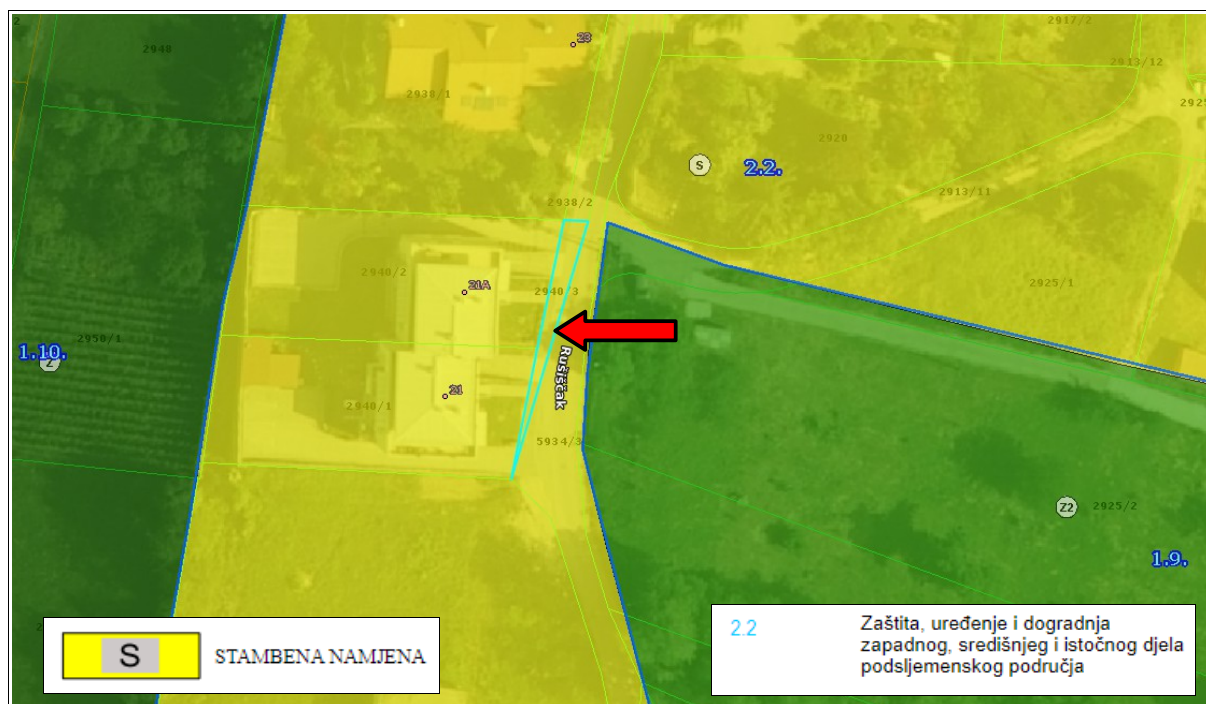 2917/2
23
2948
2913/12
2938/1
2920
S
2.2.
2913/11
2938/2
2940/2
21A
2940/3
2925/1
2950/1
1.10.
Z
Rušiščak
21
2940/1
5934/3
Z2
2925/2
1.9.
S
STAMBENA NAMJENA
2.2
Zaštita, uređenje i dogradnja
zapadnog, središnjeg i istočnog djela
podsljemenskog područja